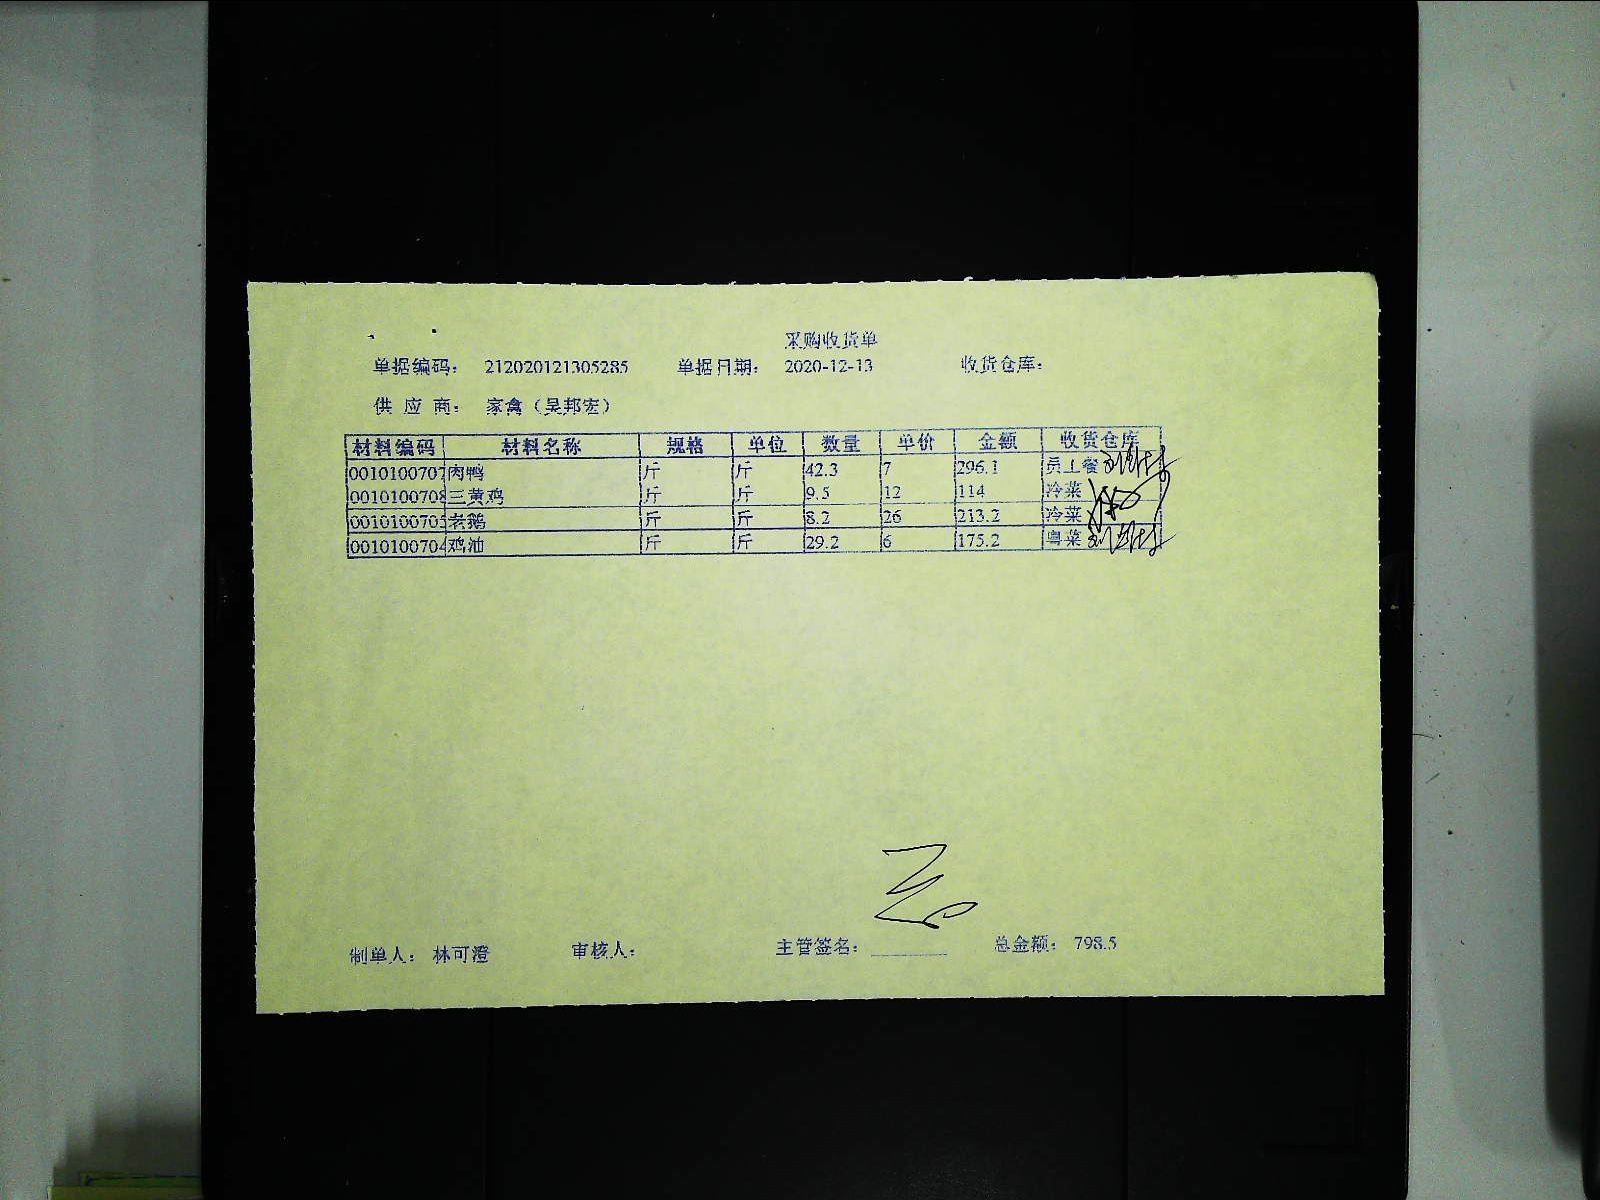 采购收货单
单据编码： 212020121305285 单据日期： 2020-12-13 收货仓库：
供 应 商： 家禽（吴邦宏）
材料编码 材料名称 规格 单位 数量 单价 金额 收货仓库
0010100707 肉鸭 斤 斤 42.3 7 296.1 员工餐
0010100708 三黄鸡 斤 斤 9.5 12 114 冷菜
0010100705 老鹅 斤 斤 8.2 26 213.2 冷菜
0010100704 鸡油 斤 斤 29.2 6 175.2 粤菜
制单人： 林可澄 审核人： 主管签名： 总金额： 798.5